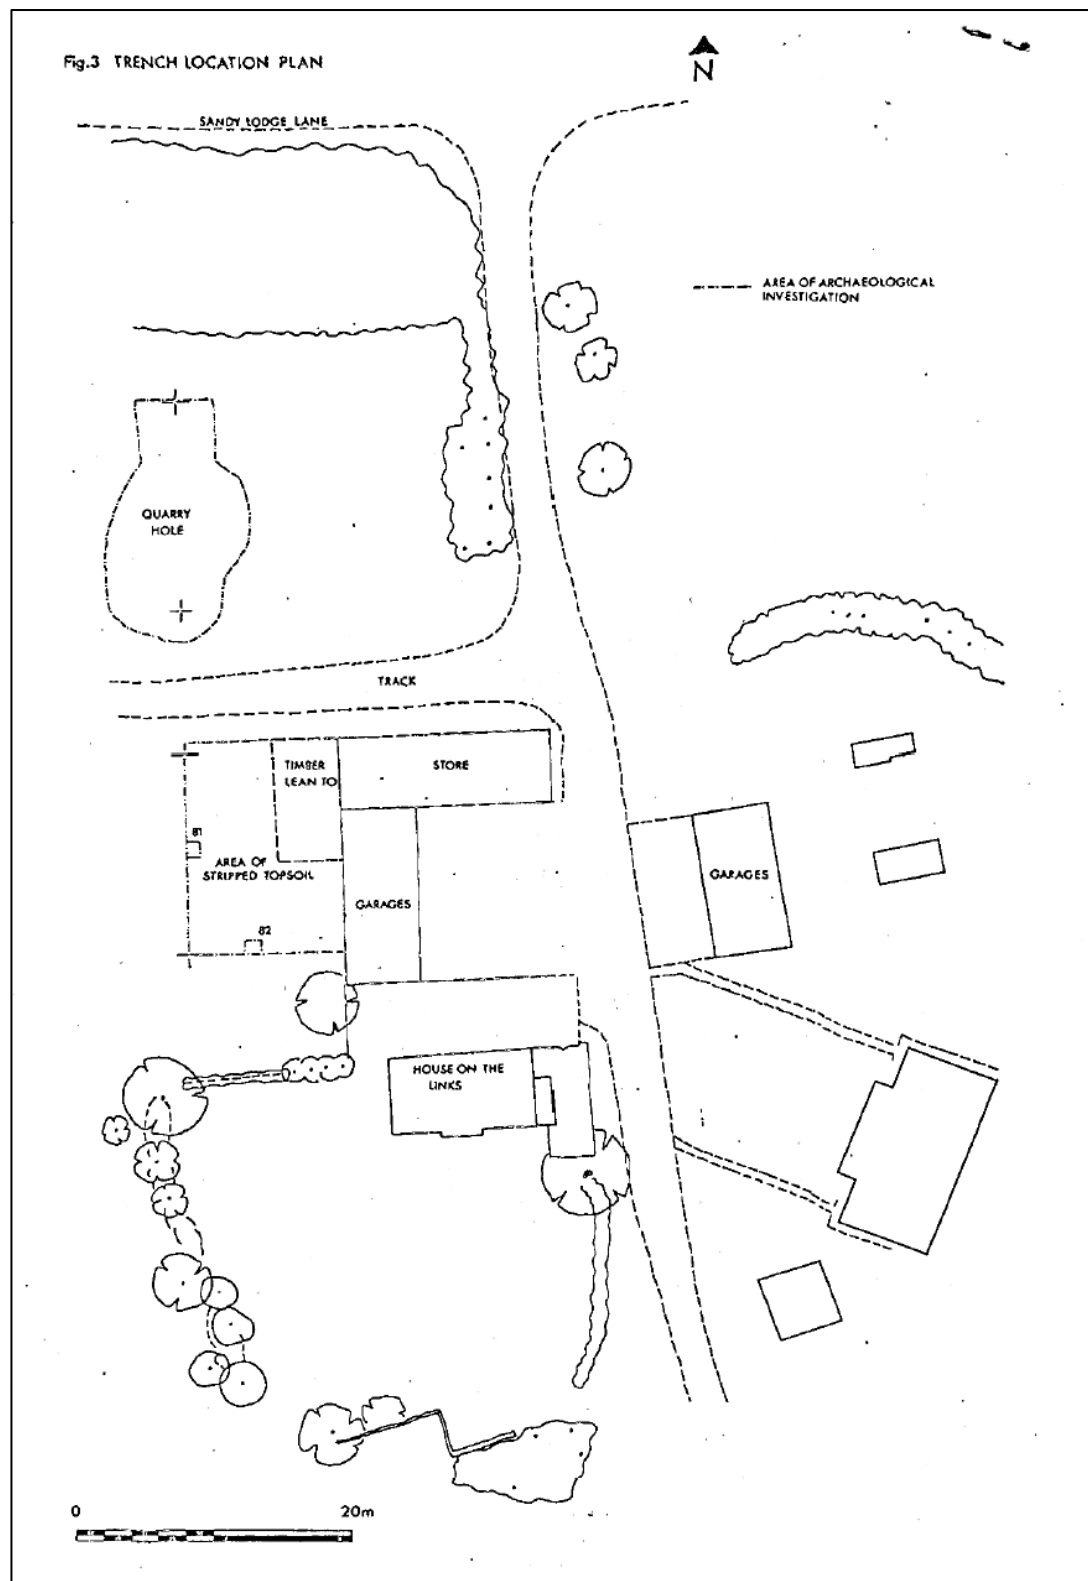 Fig.3 TRENCH LOCATION PLAN
N
SANDY LODGE LANE
AREA OF ARCHAEOLOGICAL
INVESTIGATION
QUARRY
HOLE
TRACK
TIMBER
LEAN TO
STORE
81
AREA OF
STRIPPED TOPSOIL
GARAGES
GARAGES
82
HOUSE ON THE
LINKS
0 20m